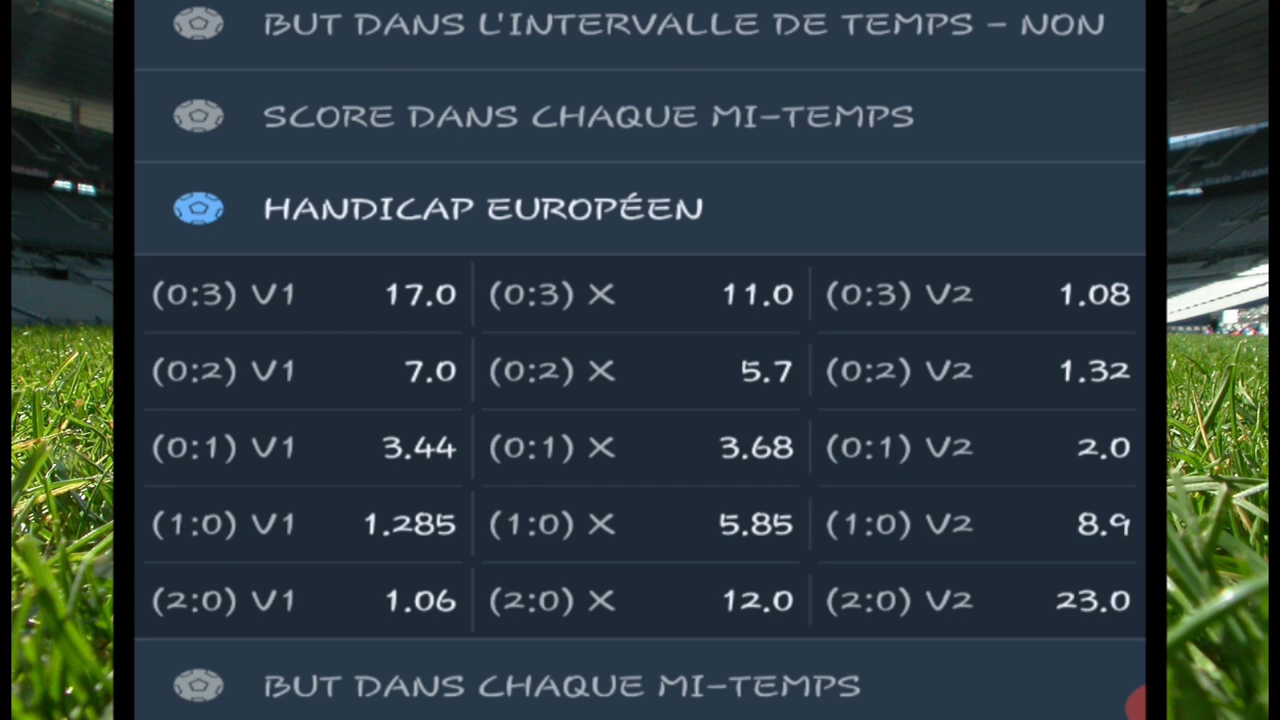 BUT DANS L'INTERVALLE DE TEMPS - NON
SCORE DANS CHAQUE MI-TEMPS
HANDICAP EUROPÉEN
(0:3) V1 17.0 (0:3) X 11.0 (0:3) V2 1.08
(0:2) V1 7.0 (0:2) X 5.7 (0:2) V2 1.32
(0:1) V1 3.44 (0:1) X 3.68 (0:1) V2 2.0
(1:0) V1 1.285 (1:0) X 5.85 (1:0) V2 8.9
(2:0) V1 1.06 (2:0) X 12.0 (2:0) V2 23.0
BUT DANS CHAQUE MI-TEMPS